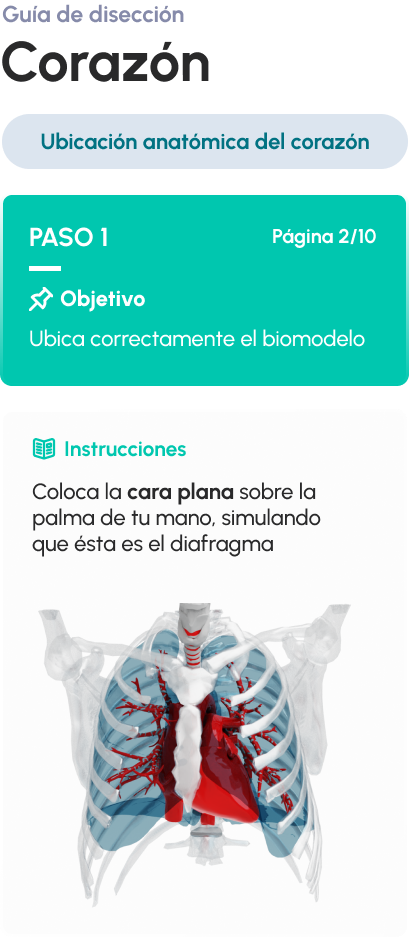 Guía de disección
Corazón
Ubicación anatómica del corazón
PASO 1
Página 2/10
Objetivo
Ubica correctamente el biomodelo
Instrucciones
Coloca la cara plana sobre la
palma de tu mano, simulando
que ésta es el diafragma